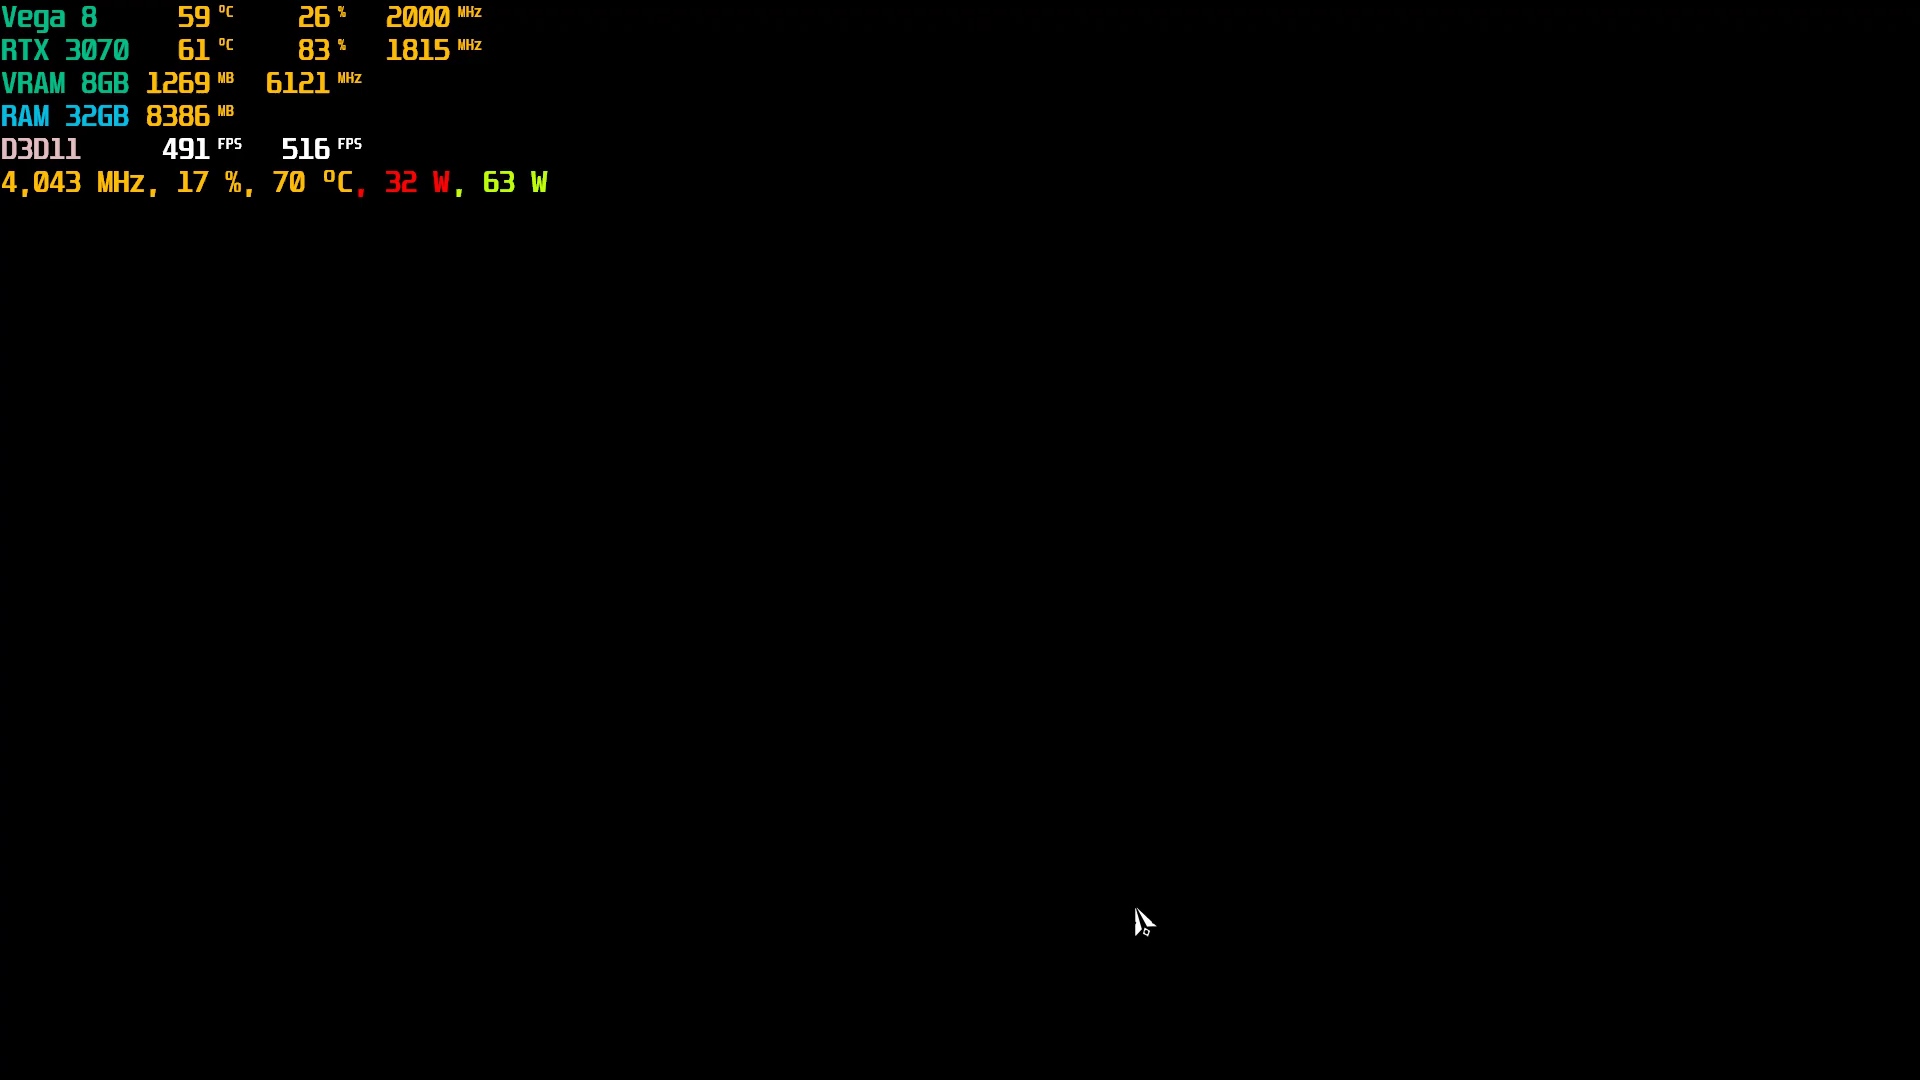 Vega 8 59 °C 26 % 2000 MHz
RTX 3070 61 °C 83 % 1815 MHz
VRAM 8GB 1269 MB 6121 MHz
RAM 32GB 8386 MB
D3D11 491 FPS 516 FPS
4,043 MHz, 17 %, 70 °C, 32 W, 63 W